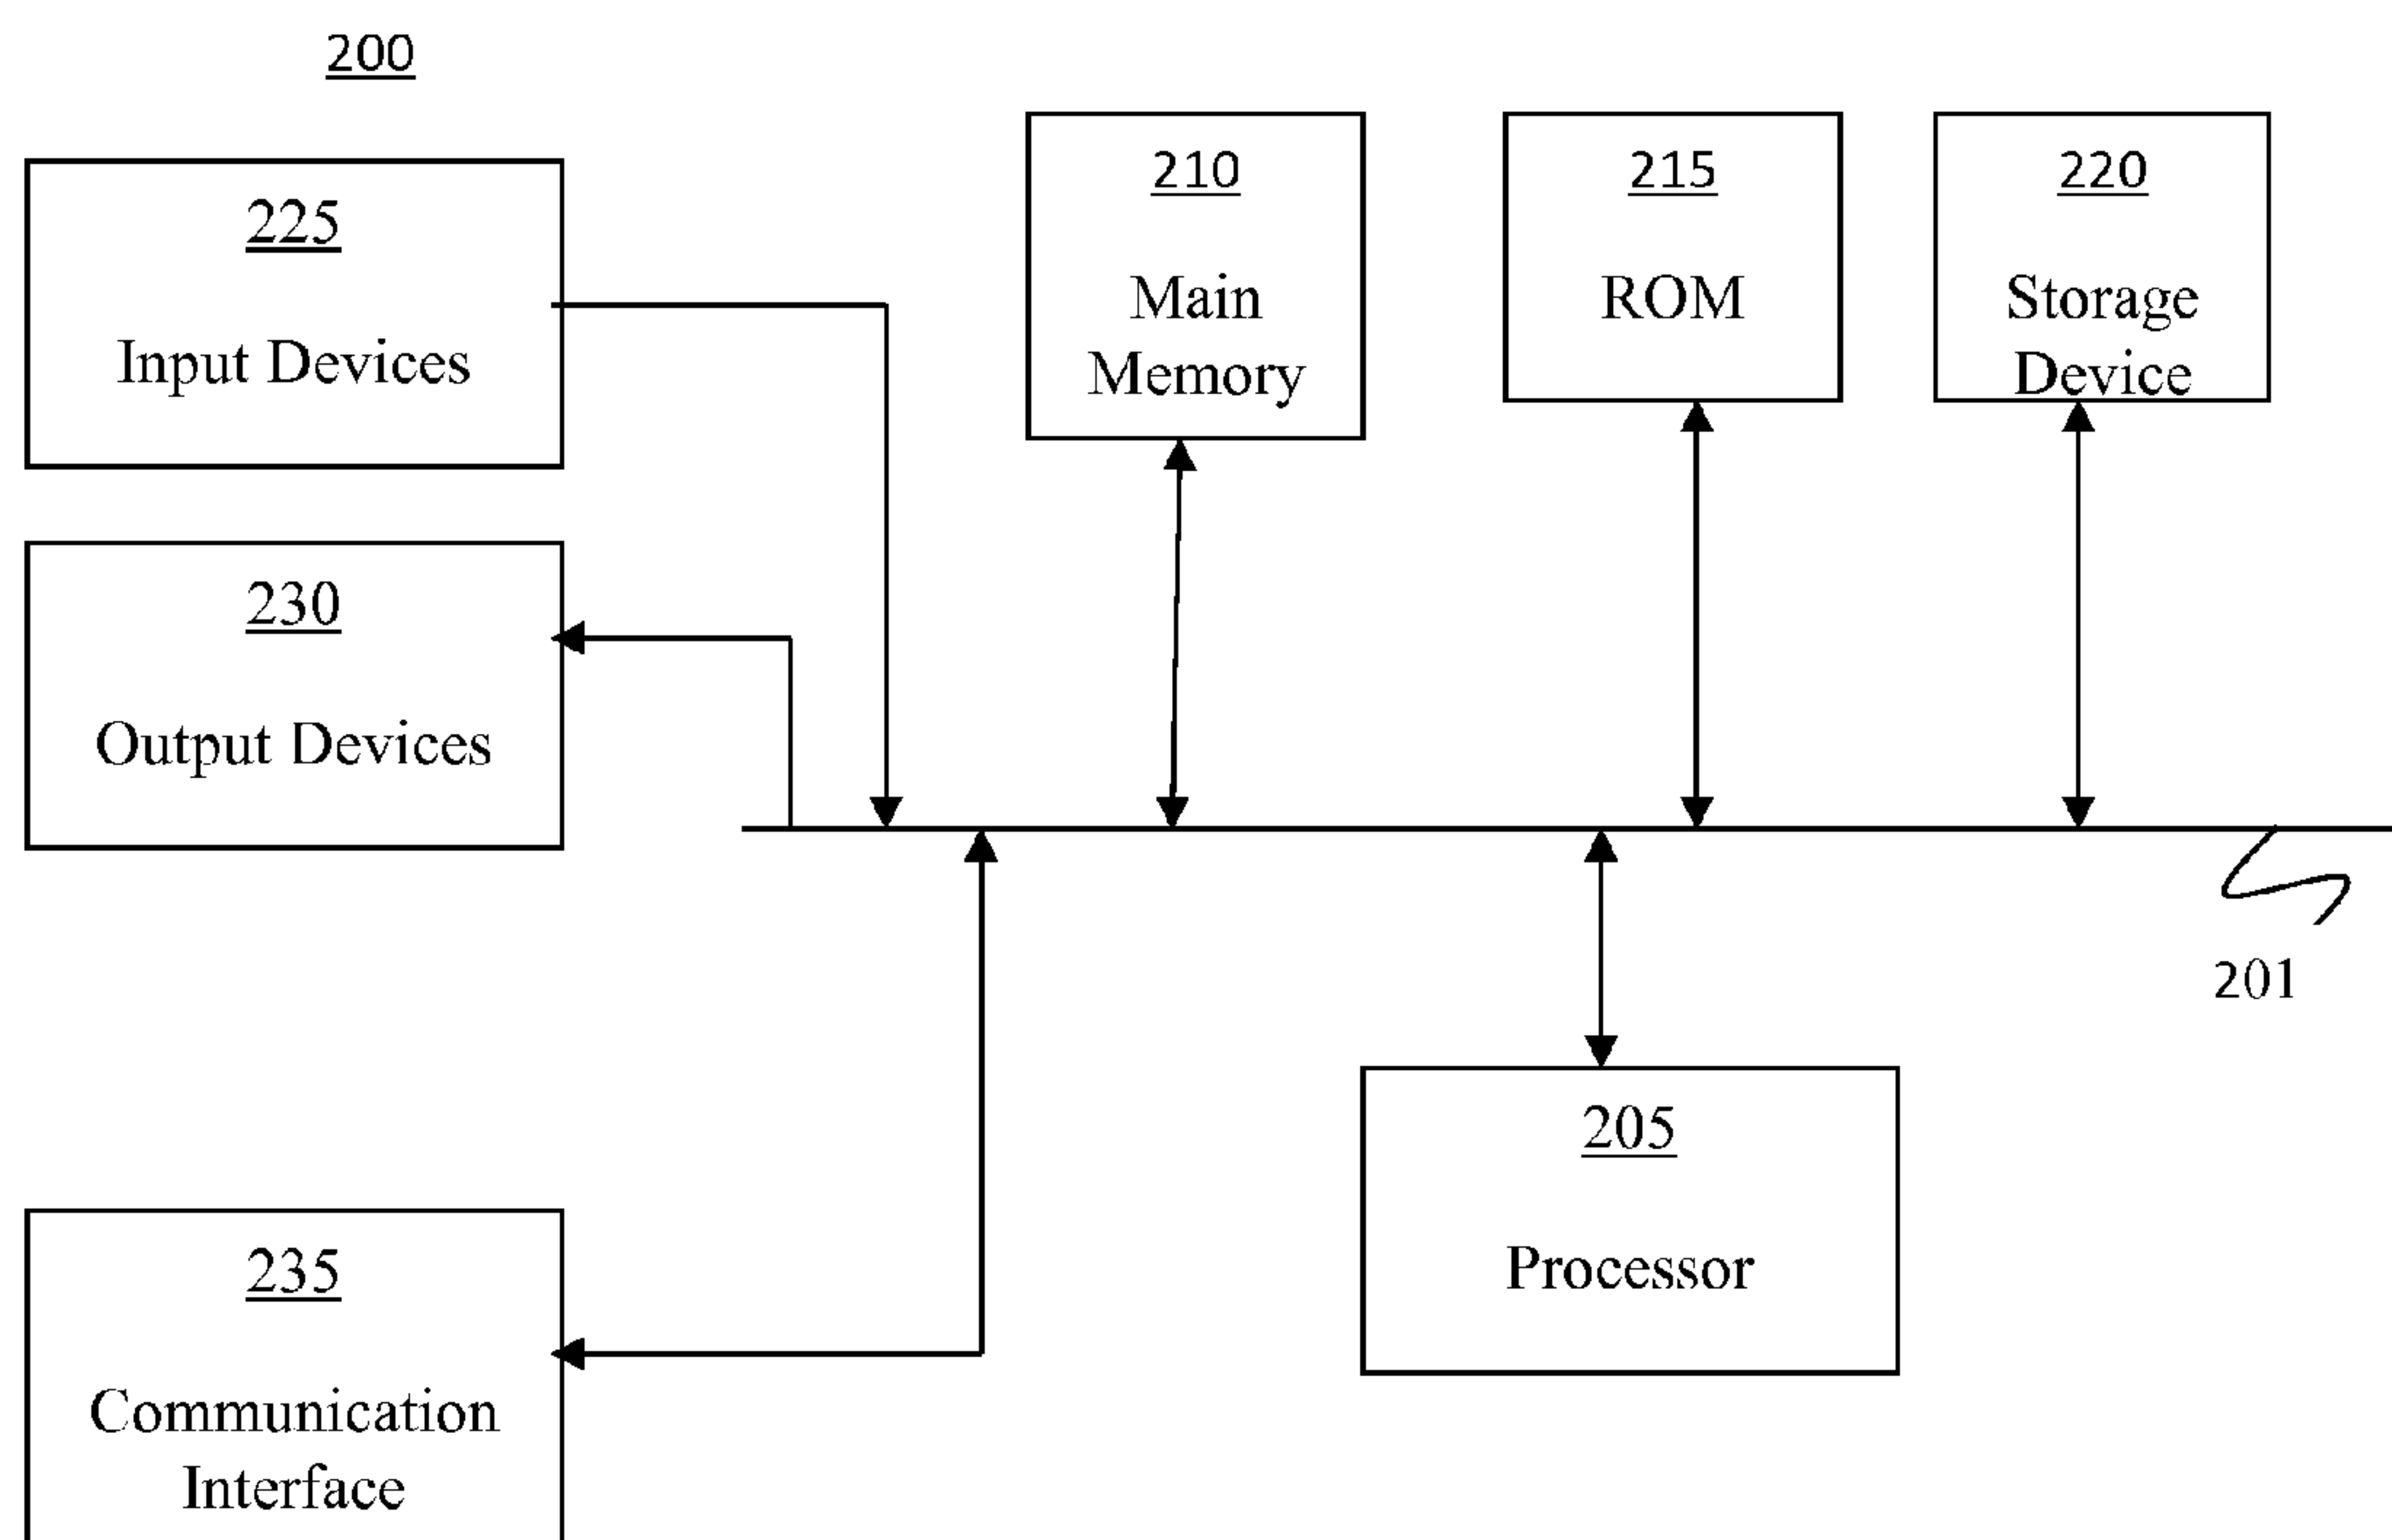 200
225
Input Devices
210
Main
Memory
215
ROM
220
Storage
Device
230
Output Devices
201
205
Processor
235
Communication
Interface